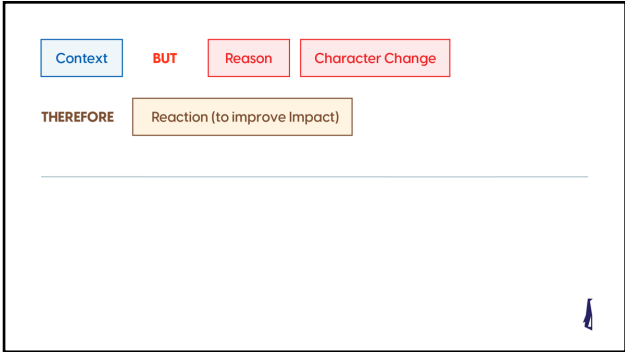 Context BUT Reason Character Change
THEREFORE Reaction (to improve Impact)